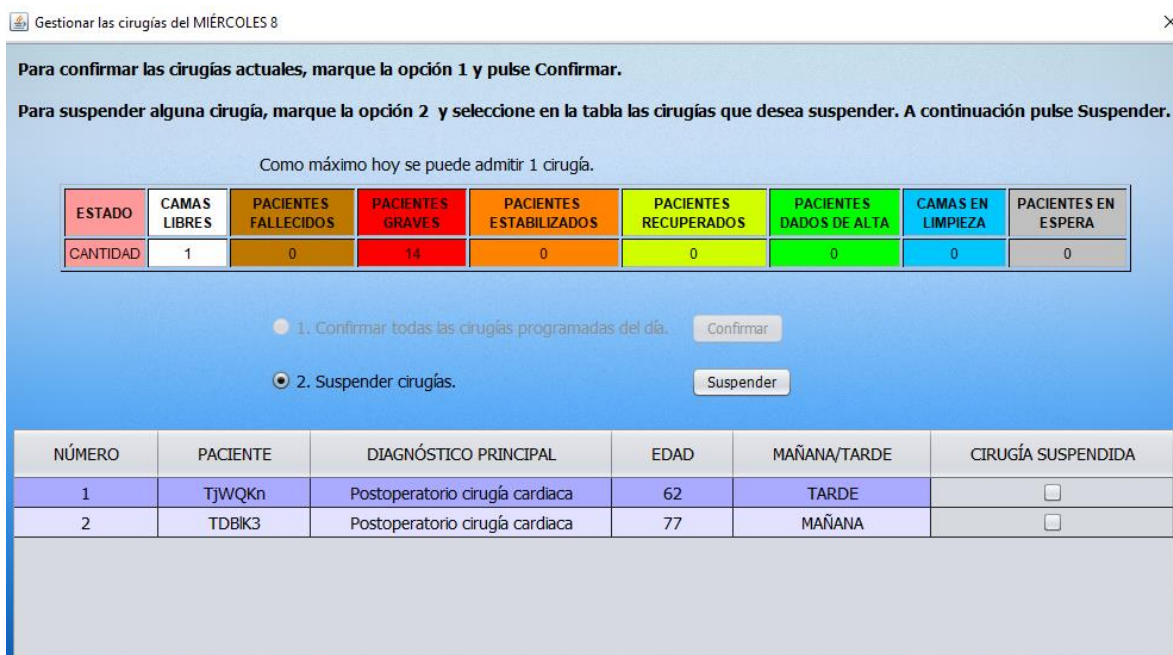 Gestionar las cirugías del MIÉRCOLES 8
Para confirmar las cirugías actuales, marque la opción 1 y pulse Confirmar.
Para suspender alguna cirugía, marque la opción 2 y seleccione en la tabla las cirugías que desea suspender. A continuación pulse Suspender.
Como máximo hoy se puede admitir 1 cirugía.
ESTADO CAMAS LIBRES PACIENTES FALLECIDOS PACIENTES GRAVES PACIENTES ESTABILIZADOS PACIENTES RECUPERADOS PACIENTES DADOS DE ALTA CAMAS EN LIMPIEZA PACIENTES EN ESPERA
CANTIDAD 1 0 14 0 0 0 0 0
1. Confirmar todas las cirugías programadas del día. Confirmar
2. Suspender cirugías. Suspender
NÚMERO PACIENTE DIAGNÓSTICO PRINCIPAL EDAD MAÑANA/TARDE CIRUGÍA SUSPENDIDA
1 TjWQKn Postoperatorio cirugía cardiaca 62 TARDE
2 TDBlK3 Postoperatorio cirugía cardiaca 77 MAÑANA